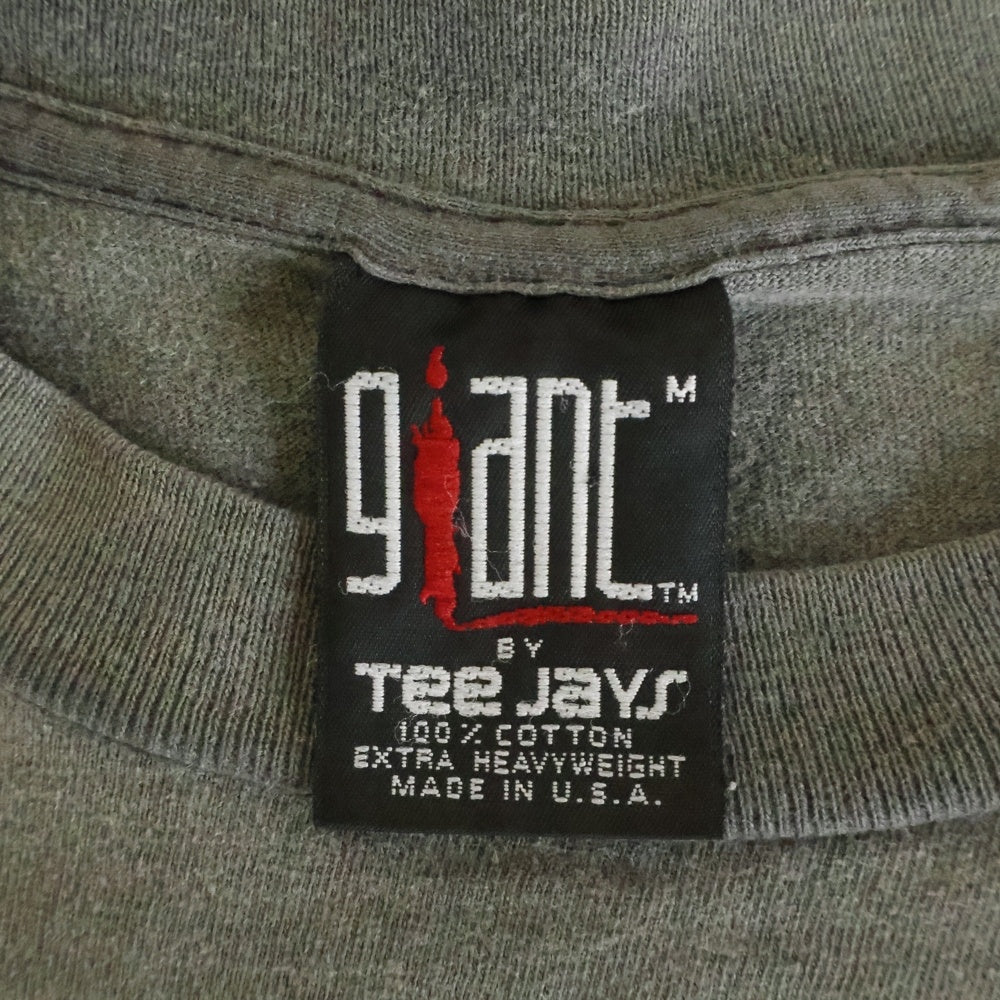 giant M
TM
BY
Tee Jays
100% COTTON
EXTRA HEAVYWEIGHT
MADE IN U.S.A.